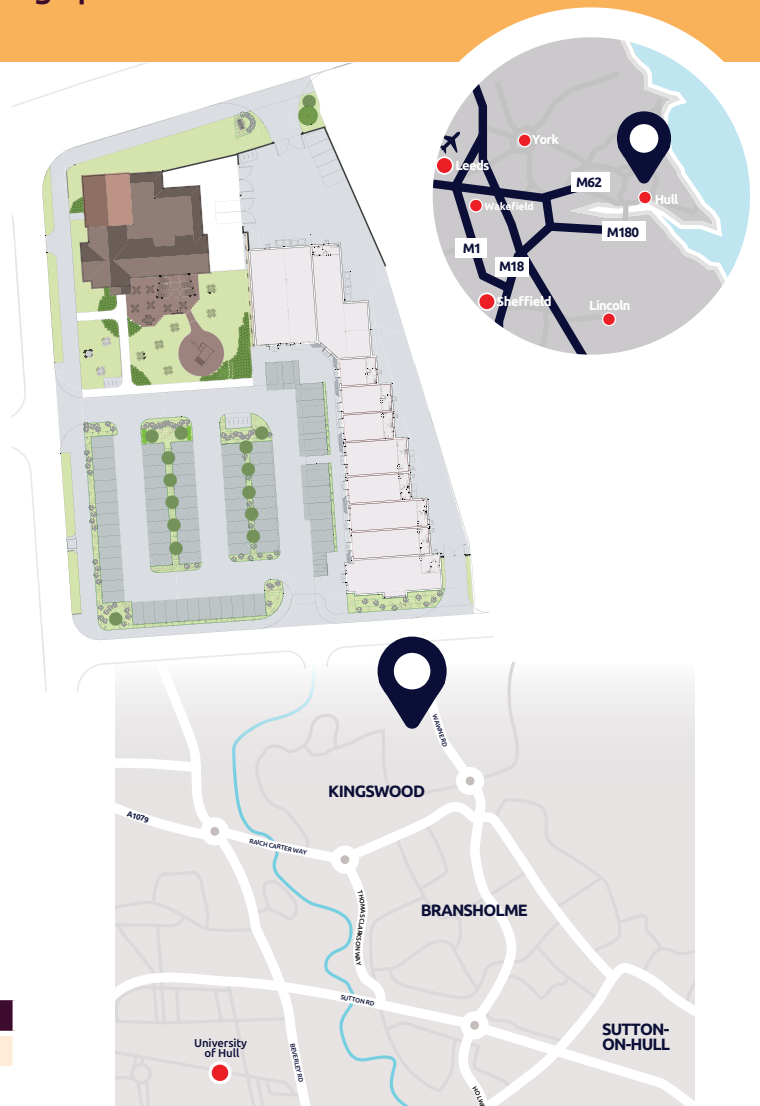 York
Leeds
M62
Wakefield
Hull
M180
M1
M18
Sheffield
Lincoln
WAWNE RD
KINGSWOOD
A1079
RAICH CARTER WAY
THOMAS CLARKSON WAY
BRANSHOLME
SUTTON RD
SUTTON-
ON-HULL
University
of Hull
BEVERLEY RD